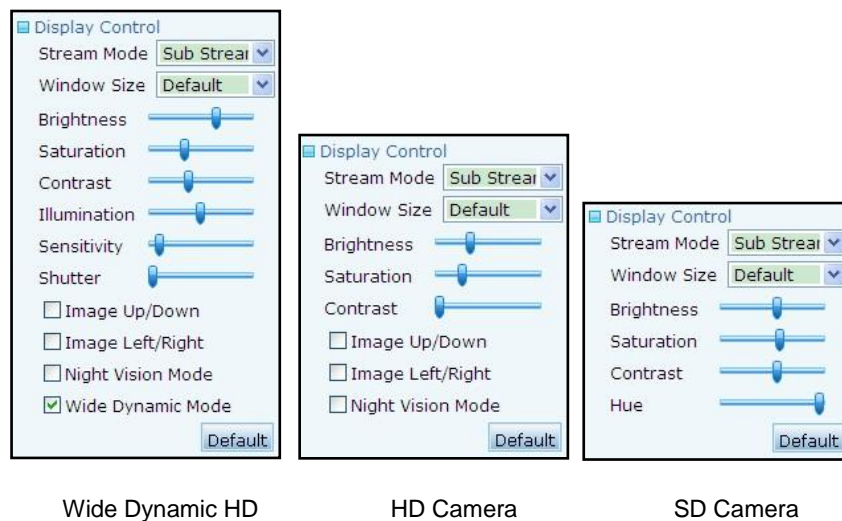 Display Control
Stream Mode Sub Strear
Window Size Default
Brightness
Saturation
Contrast
Illumination
Sensitivity
Shutter
Image Up/Down
Image Left/Right
Night Vision Mode
Wide Dynamic Mode
Default
Display Control
Stream Mode Sub Strear
Window Size Default
Brightness
Saturation
Contrast
Image Up/Down
Image Left/Right
Night Vision Mode
Default
Display Control
Stream Mode Sub Strear
Window Size Default
Brightness
Saturation
Contrast
Hue
Default
Wide Dynamic HD
HD Camera
SD Camera